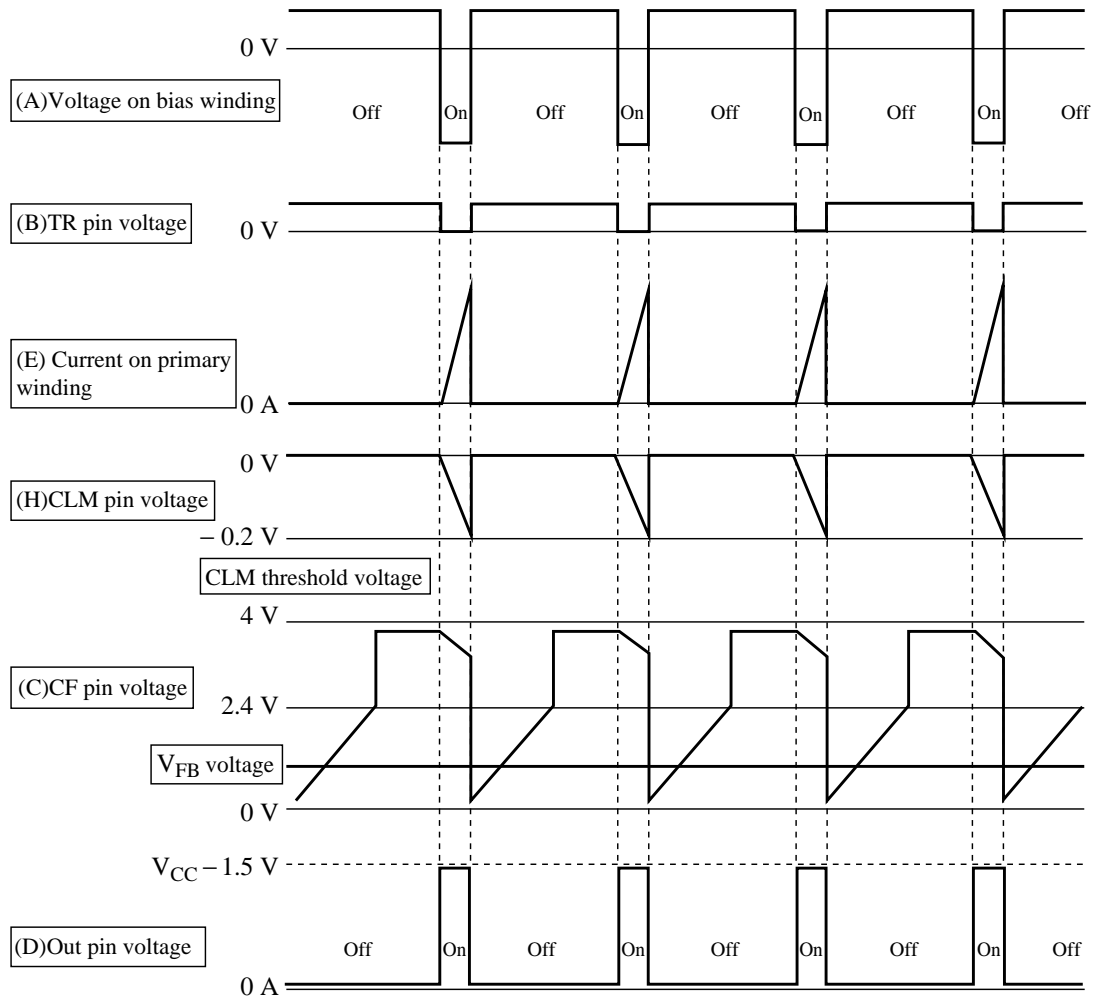 0 V
(A)Voltage on bias winding
Off On Off On Off On Off On Off
(B)TR pin voltage
0 V
(E) Current on primary
winding
0 A
0 V
(H)CLM pin voltage
– 0.2 V
CLM threshold voltage
4 V
(C)CF pin voltage
2.4 V
VFB voltage
0 V
VCC – 1.5 V
(D)Out pin voltage
Off On Off On Off On Off On Off
0 A